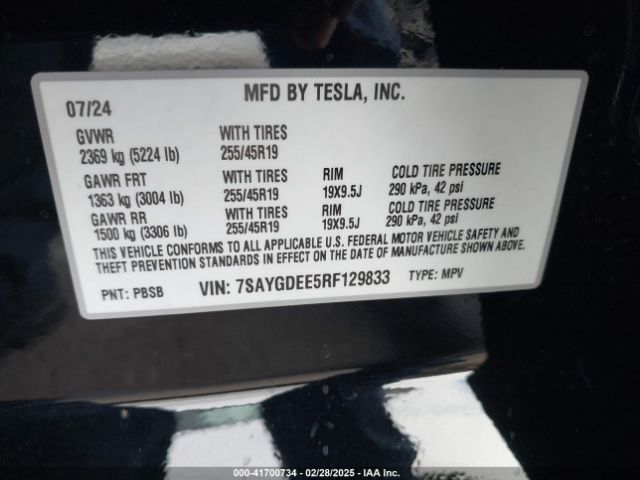 MFD BY TESLA, INC.
07/24
GVWR WITH TIRES
2369 kg (5224 lb) 255/45R19
GAWR FRT WITH TIRES RIM COLD TIRE PRESSURE
1363 kg (3004 lb) 255/45R19 19X9.5J 290 kPa, 42 psi
GAWR RR WITH TIRES RIM COLD TIRE PRESSURE
1500 kg (3306 lb) 255/45R19 19X9.5J 290 kPa, 42 psi
THIS VEHICLE CONFORMS TO ALL APPLICABLE U.S. FEDERAL MOTOR VEHICLE SAFETY AND
THEFT PREVENTION STANDARDS IN EFFECT ON THE DATE OF MANUFACTURE SHOWN ABOVE.
PNT: PBSB VIN: 7SAYGDEE5RF129833 TYPE: MPV
000-41700734 - 02/28/2025 - IAA Inc.